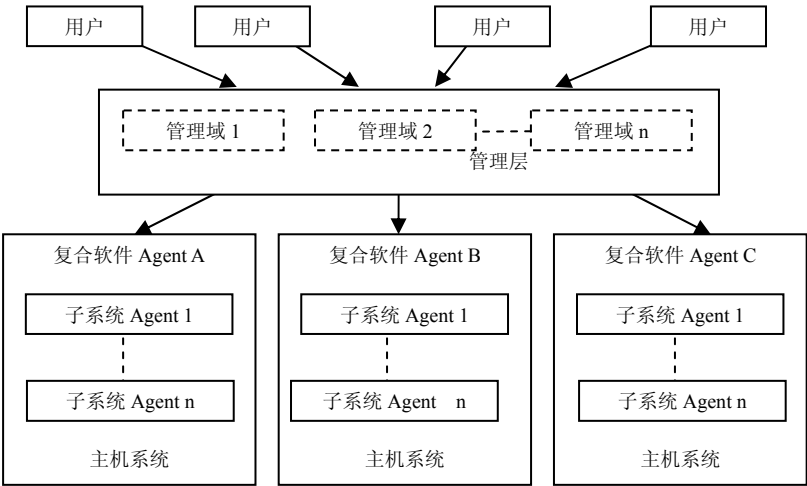 用户 用户 用户 用户
管理域 1 管理域 2 管理域 n
管理层
复合软件 Agent A 复合软件 Agent B 复合软件 Agent C
子系统 Agent 1 子系统 Agent 1 子系统 Agent 1
子系统 Agent n 子系统 Agent n 子系统 Agent n
主机系统 主机系统 主机系统